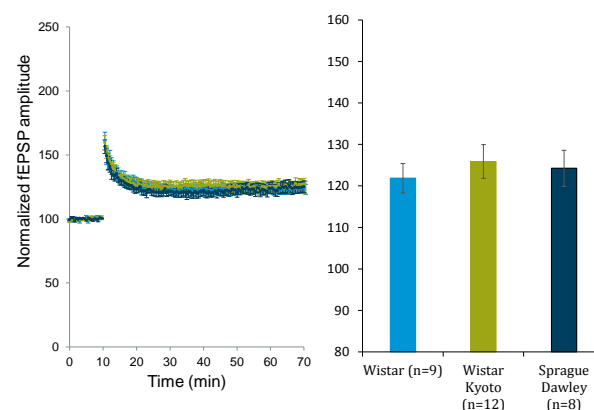 Normalized fEPSP amplitude
250
200
150
100
50
0
0 10 20 30 40 50 60 70
Time (min)
160
150
140
130
120
110
100
90
80
Wistar (n=9)
Wistar
Kyoto
(n=12)
Sprague
Dawley
(n=8)